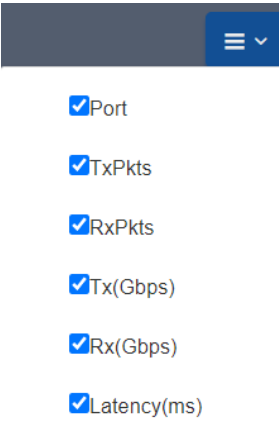 Port
TxPkts
RxPkts
Tx(Gbps)
Rx(Gbps)
Latency(ms)